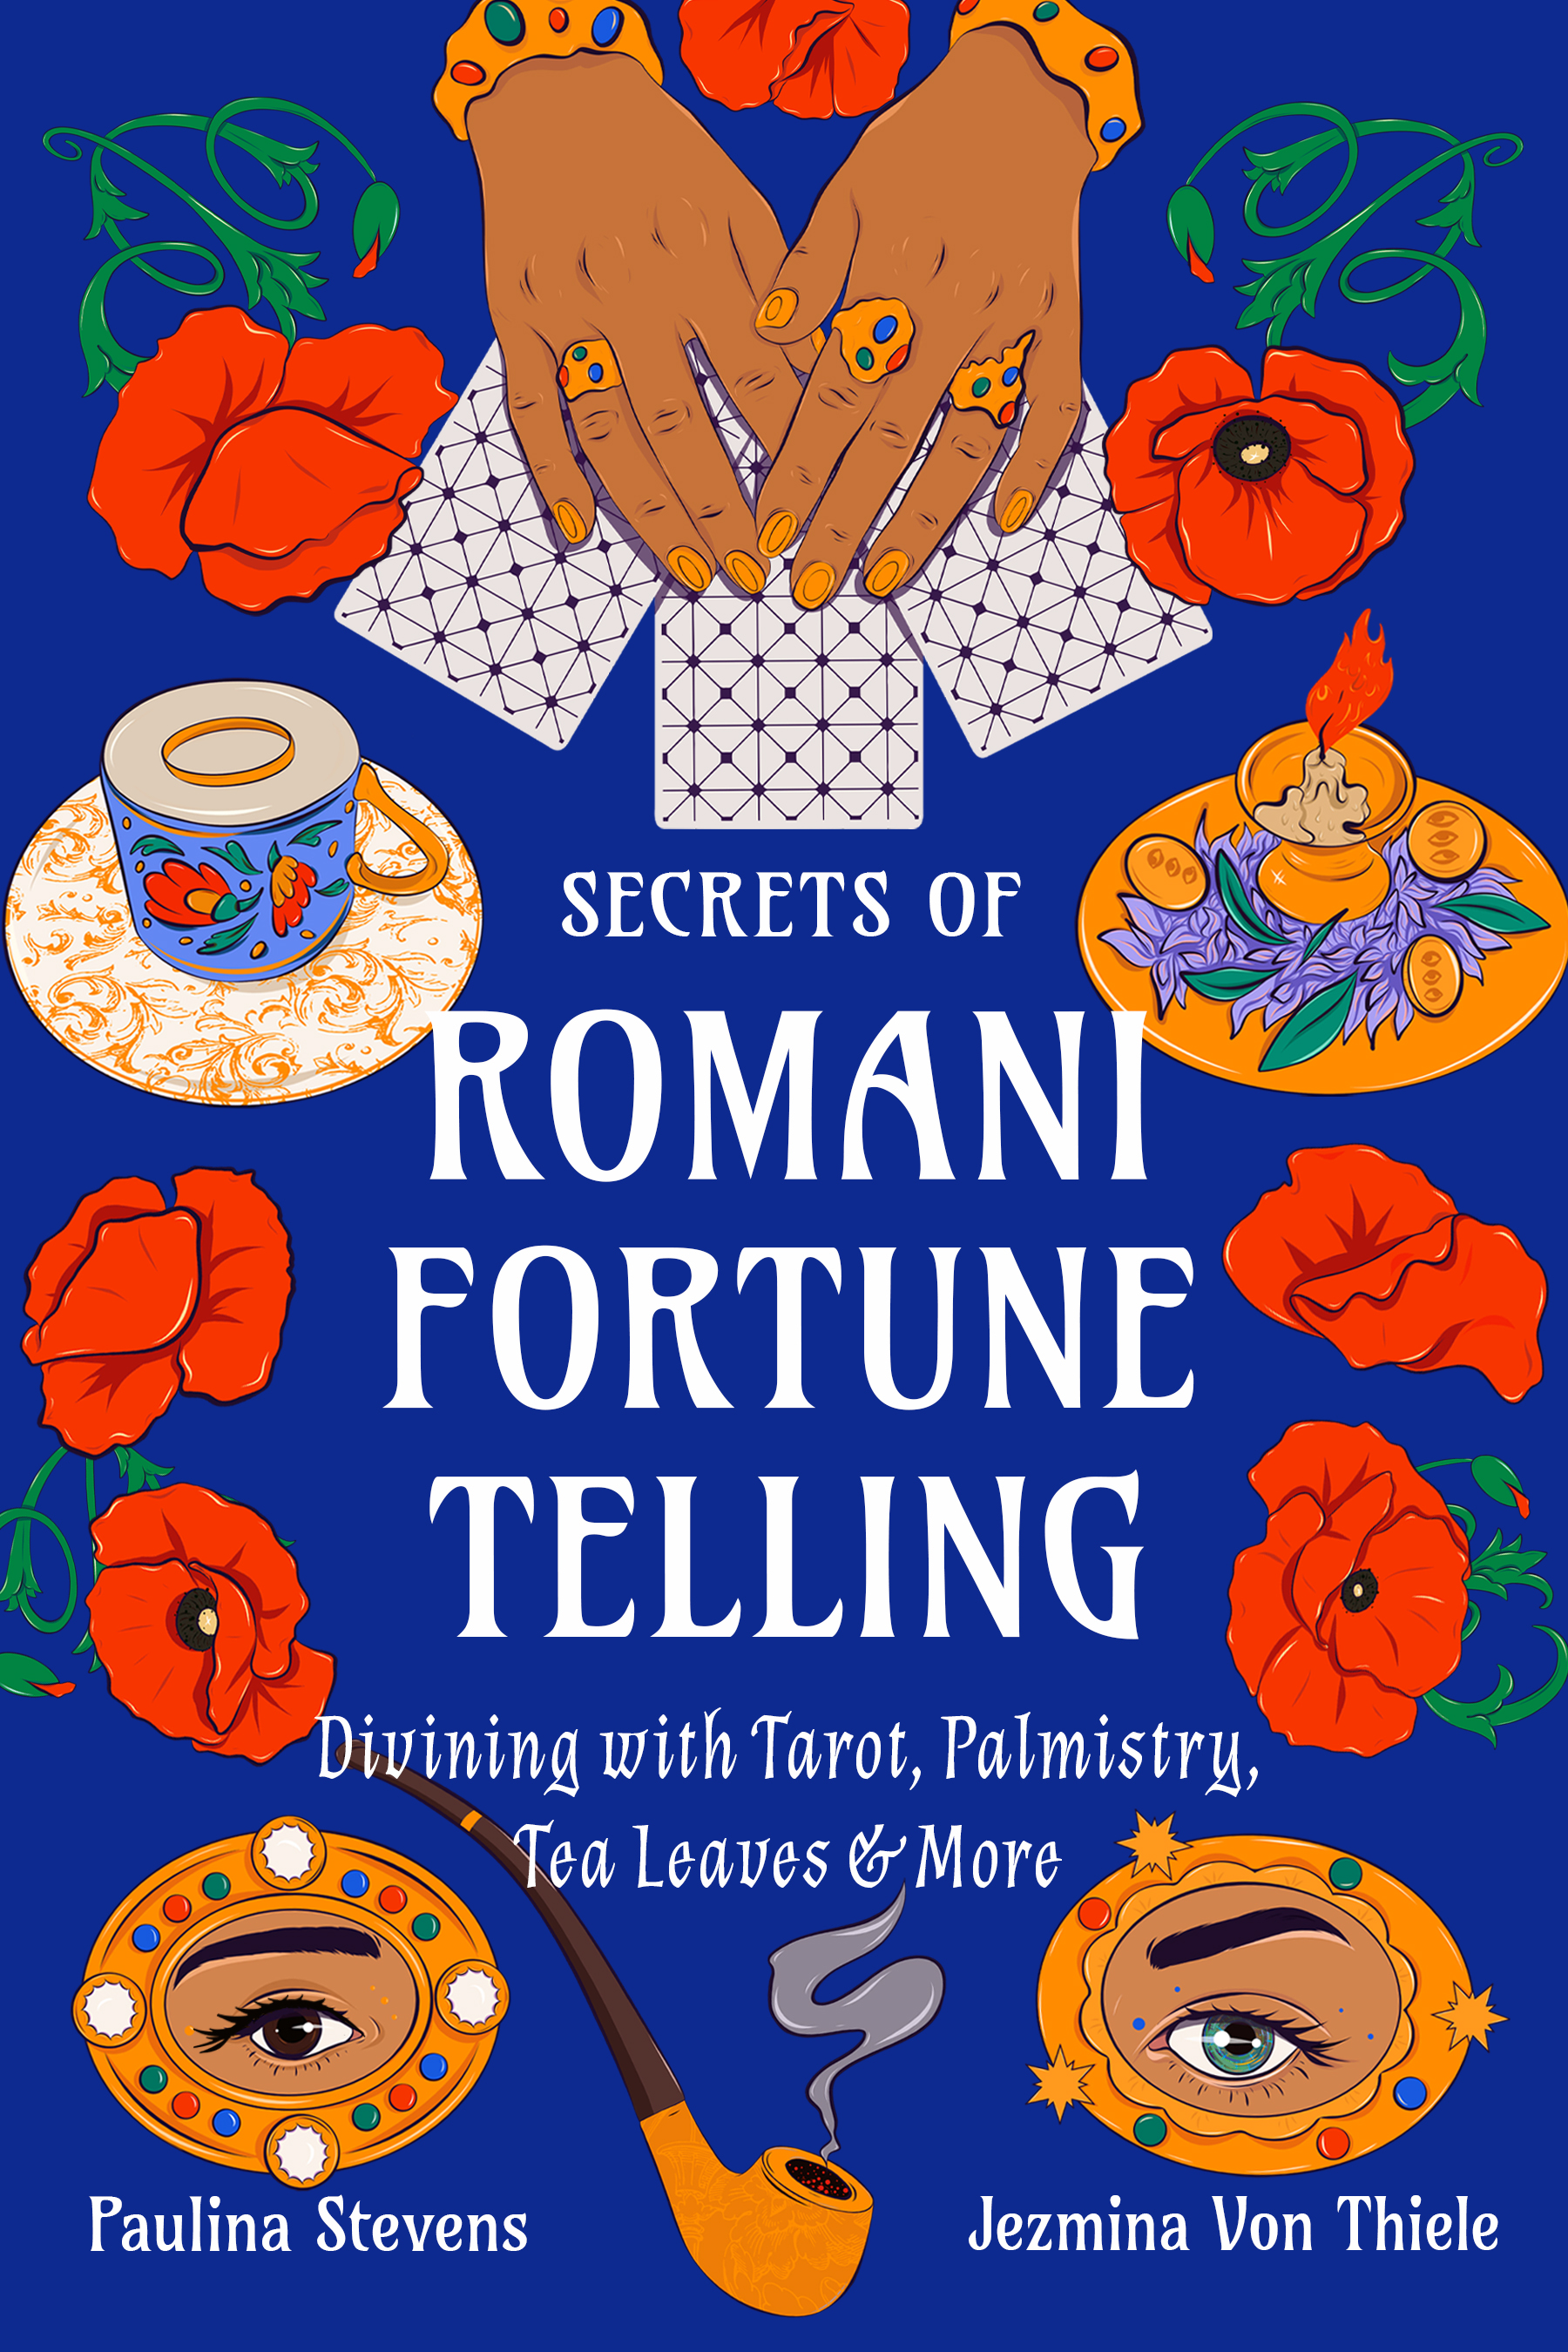 SECRETS OF
ROMANI
FORTUNE
TELLING
Divining with Tarot, Palmistry,
Tea Leaves & More
Paulina Stevens
Jezmina Von Thiele